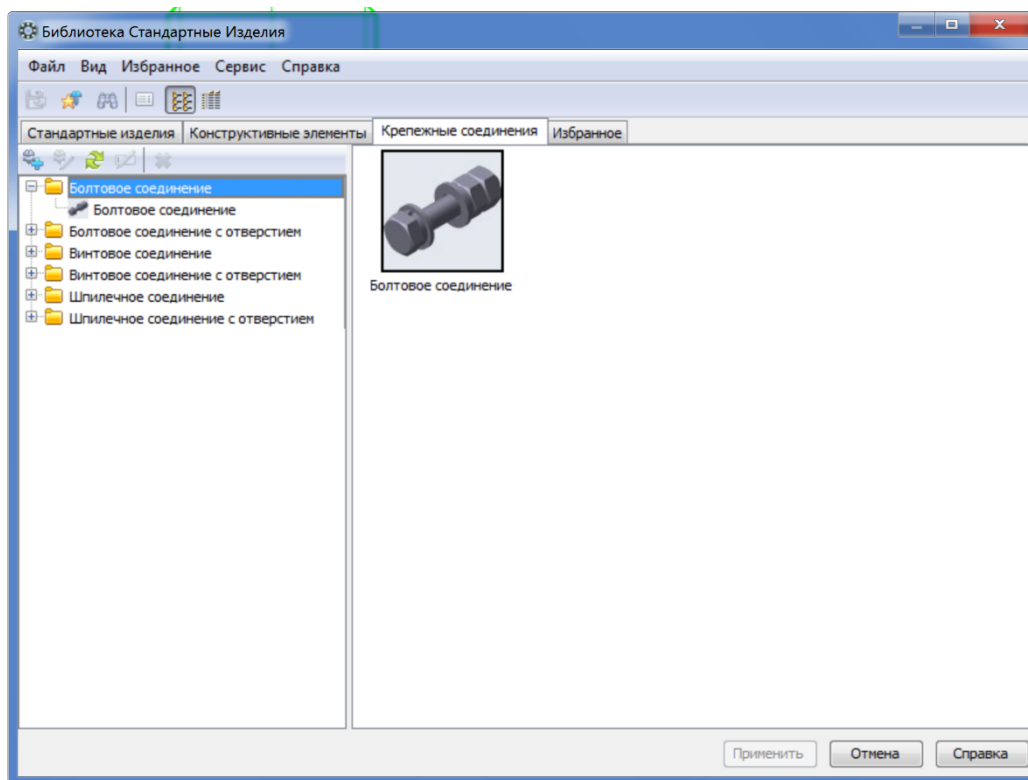 Библиотека Стандартные Изделия
Файл Вид Избранное Сервис Справка
Стандартные изделия Конструктивные элементы Крепежные соединения Избранное
Болтовое соединение
Болтовое соединение
Болтовое соединение с отверстием
Винтовое соединение
Винтовое соединение с отверстием
Шпилечное соединение
Шпилечное соединение с отверстием
Болтовое соединение
Применить Отмена Справка